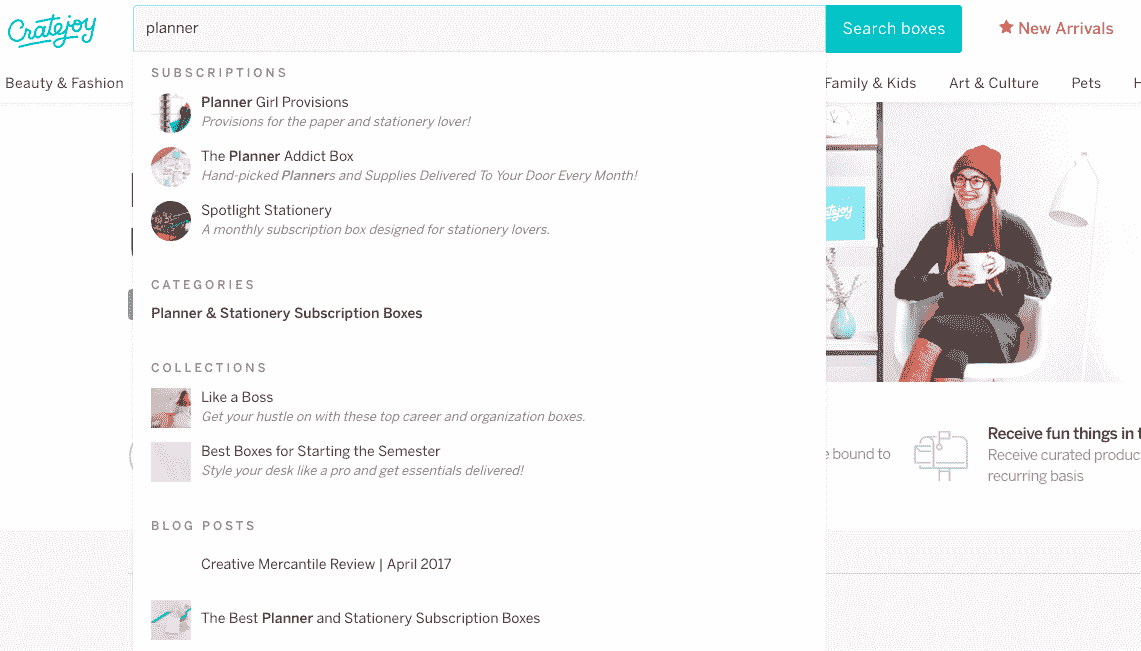 Cratejoy
planner
Search boxes
New Arrivals
Beauty & Fashion
Family & Kids
Art & Culture
Pets
SUBSCRIPTIONS
Planner Girl Provisions
Provisions for the paper and stationery lover!
The Planner Addict Box
Hand-picked Planners and Supplies Delivered To Your Door Every Month!
Spotlight Stationery
A monthly subscription box designed for stationery lovers.
CATEGORIES
Planner & Stationery Subscription Boxes
COLLECTIONS
Like a Boss
Get your hustle on with these top career and organization boxes.
Best Boxes for Starting the Semester
Style your desk like a pro and get essentials delivered!
BLOG POSTS
Creative Mercantile Review | April 2017
The Best Planner and Stationery Subscription Boxes
bound to
Receive fun things in
Receive curated
recurring basis